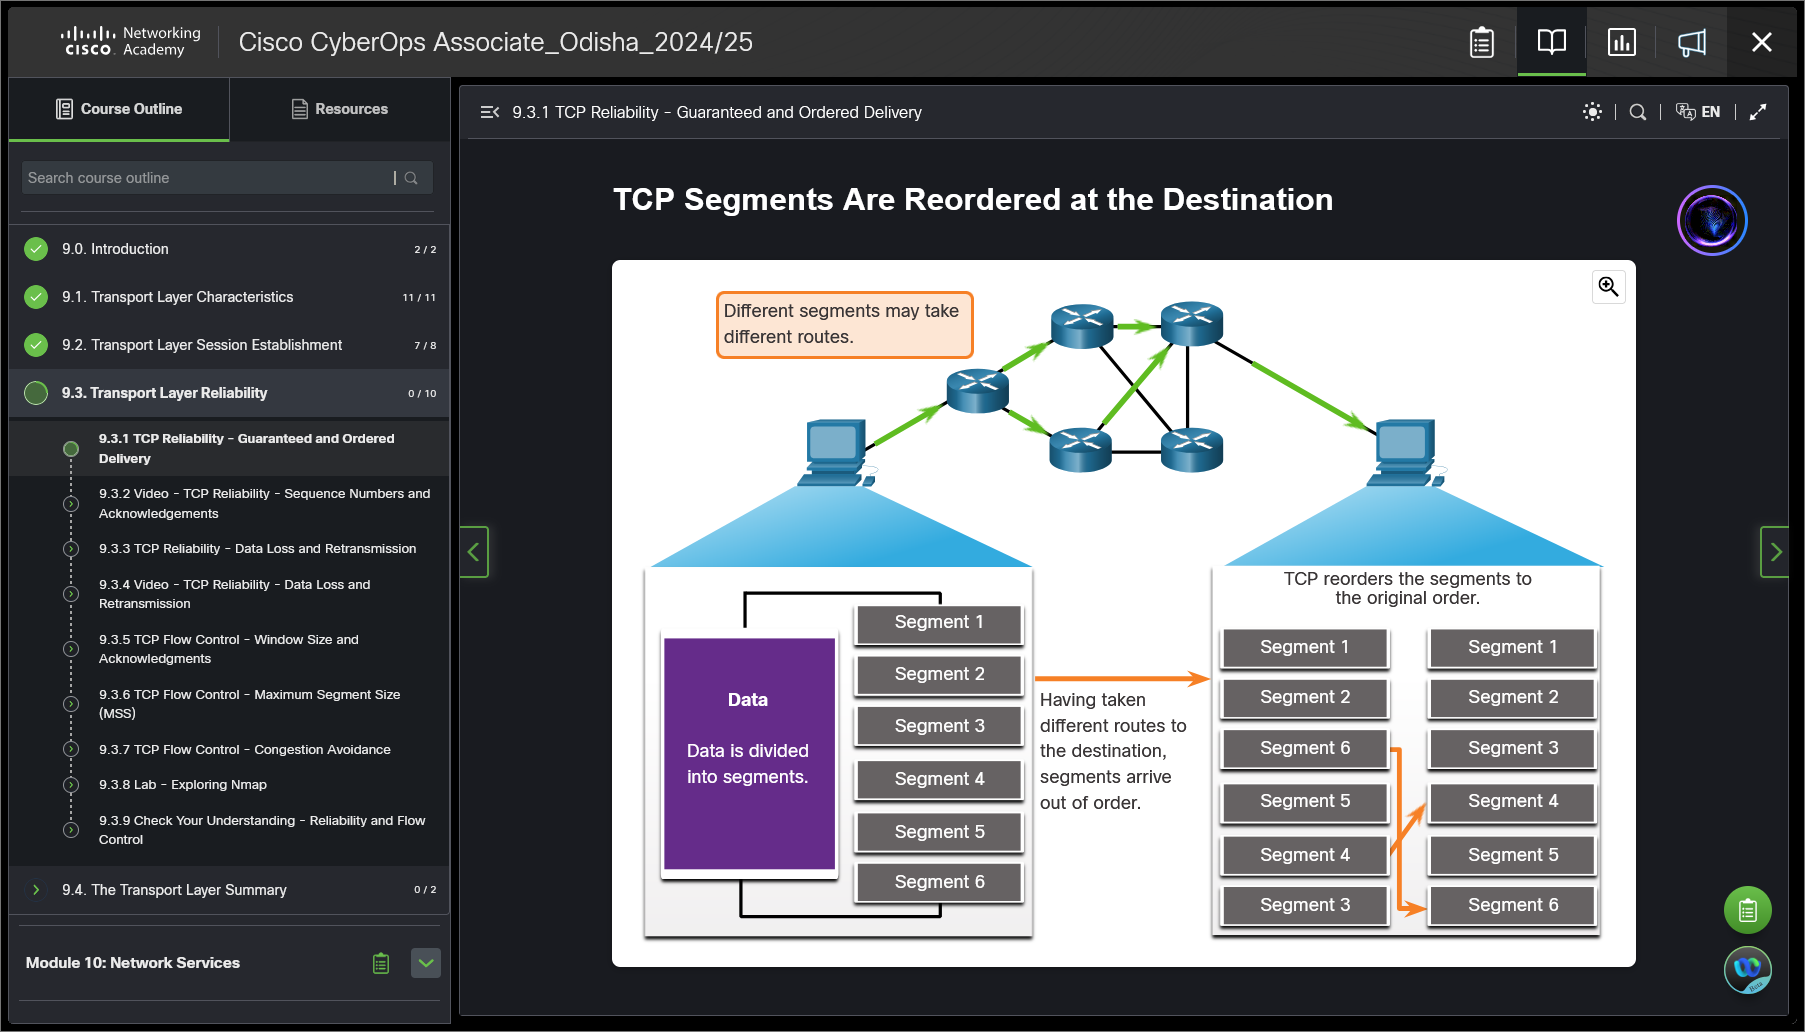 CISCO Networking Academy
Cisco CyberOps Associate_Odisha_2024/25
Course Outline
Resources
Search course outline
9.0. Introduction 2 / 2
9.1. Transport Layer Characteristics 11 / 11
9.2. Transport Layer Session Establishment 7 / 8
9.3. Transport Layer Reliability 0 / 10
9.3.1 TCP Reliability - Guaranteed and Ordered
Delivery
9.3.2 Video - TCP Reliability - Sequence Numbers and
Acknowledgements
9.3.3 TCP Reliability - Data Loss and Retransmission
9.3.4 Video - TCP Reliability - Data Loss and
Retransmission
9.3.5 TCP Flow Control - Window Size and
Acknowledgments
9.3.6 TCP Flow Control - Maximum Segment Size
(MSS)
9.3.7 TCP Flow Control - Congestion Avoidance
9.3.8 Lab - Exploring Nmap
9.3.9 Check Your Understanding - Reliability and Flow
Control
9.4. The Transport Layer Summary 0 / 2
Module 10: Network Services
9.3.1 TCP Reliability - Guaranteed and Ordered Delivery
EN
TCP Segments Are Reordered at the Destination
Different segments may take
different routes.
Data
Data is divided
into segments.
Segment 1
Segment 2
Segment 3
Segment 4
Segment 5
Segment 6
Having taken
different routes to
the destination,
segments arrive
out of order.
TCP reorders the segments to
the original order.
Segment 1
Segment 2
Segment 6
Segment 5
Segment 4
Segment 3
Segment 1
Segment 2
Segment 3
Segment 4
Segment 5
Segment 6
Beta